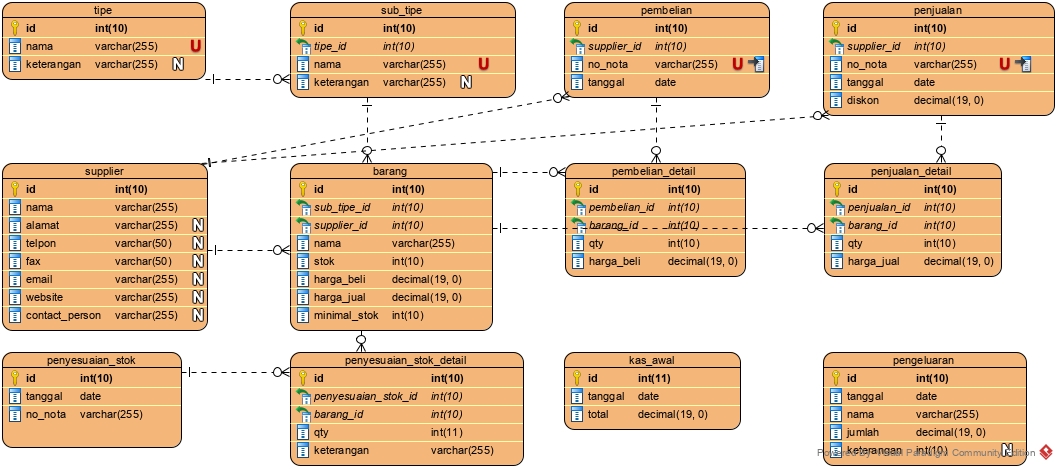 tipe
id int(10)
nama varchar(255) U
keterangan varchar(255) N
sub_tipe
id int(10)
tipe_id int(10)
nama varchar(255) U
keterangan varchar(255) N
pembelian
id int(10)
supplier_id int(10)
no_nota varchar(255) U
tanggal date
penjualan
id int(10)
supplier_id int(10)
no_nota varchar(255) U
tanggal date
diskon decimal(19, 0)
supplier
id int(10)
nama varchar(255)
alamat varchar(255) N
telpon varchar(50) N
fax varchar(50) N
email varchar(255) N
website varchar(255) N
contact_person varchar(255) N
barang
id int(10)
sub_tipe_id int(10)
supplier_id int(10)
nama varchar(255)
stok int(10)
harga_beli decimal(19, 0)
harga_jual decimal(19, 0)
minimal_stok int(10)
pembelian_detail
id int(10)
pembelian_id int(10)
barang_id int(10)
qty int(10)
harga_beli decimal(19, 0)
penjualan_detail
id int(10)
penjualan_id int(10)
barang_id int(10)
qty int(10)
harga_jual decimal(19, 0)
penyesuaian_stok
id int(10)
tanggal date
no_nota varchar(255)
penyesuaian_stok_detail
id int(10)
penyesuaian_stok_id int(10)
barang_id int(10)
qty int(11)
keterangan varchar(255)
kas_awal
id int(11)
tanggal date
total decimal(19, 0)
pengeluaran
id int(10)
tanggal date
nama varchar(255)
jumlah decimal(19, 0)
keterangan int(10) N
Powered By Visual Paradigm Community Edition